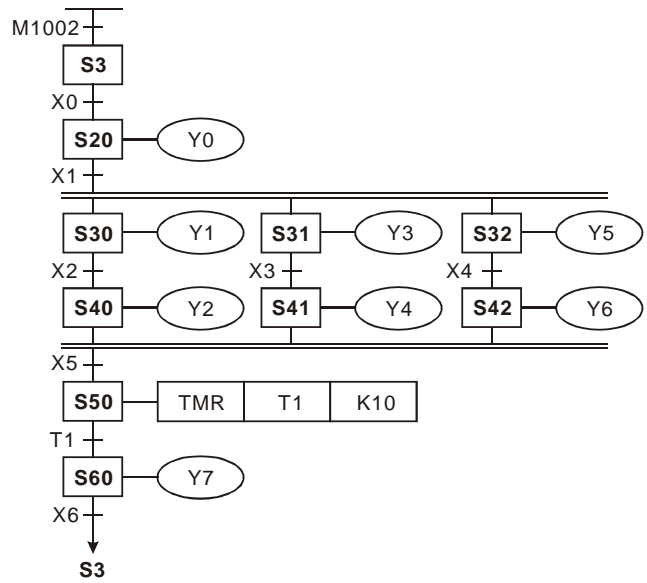 M1002
S3
X0
S20 Y0
X1
S30 Y1 S31 Y3 S32 Y5
X2 X3 X4
S40 Y2 S41 Y4 S42 Y6
X5
S50 TMR T1 K10
T1
S60 Y7
X6
S3